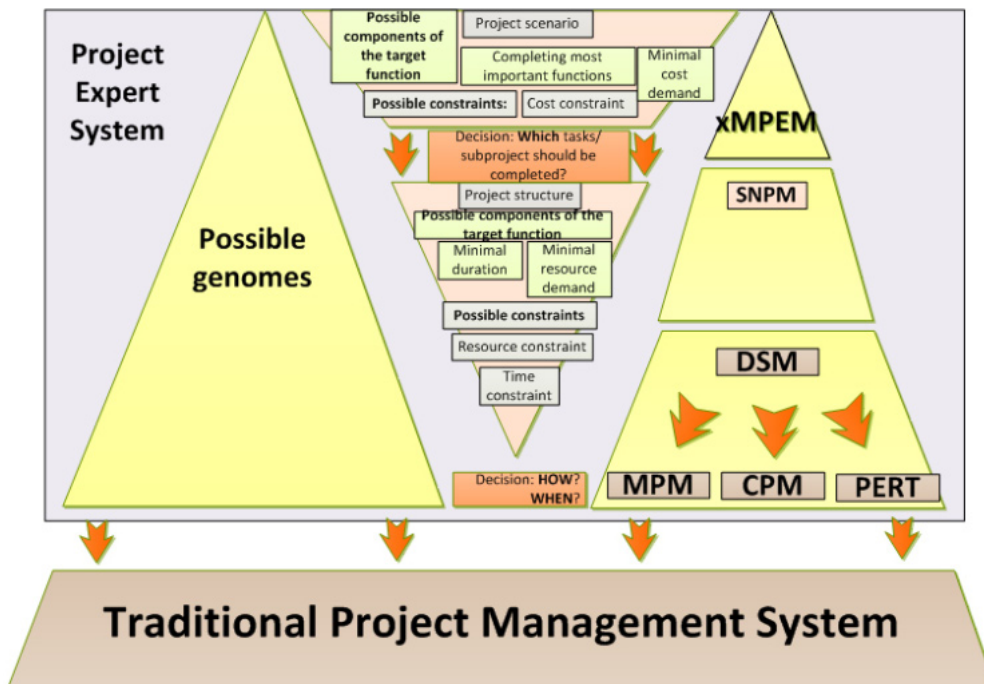 Project
Expert
System
Possible
genomes
Possible
components of
the target
function
Project scenario
Completing most
important functions
Minimal
cost
demand
Possible constraints:
Cost constraint
Decision: Which tasks/
subproject should be
completed?
Project structure
Possible components of the
target function
Minimal
duration
Minimal
resource
demand
Possible constraints
Resource constraint
Time
constraint
Decision: HOW?
WHEN?
xMPEM
SNPM
DSM
MPM
CPM
PERT
Traditional Project Management System